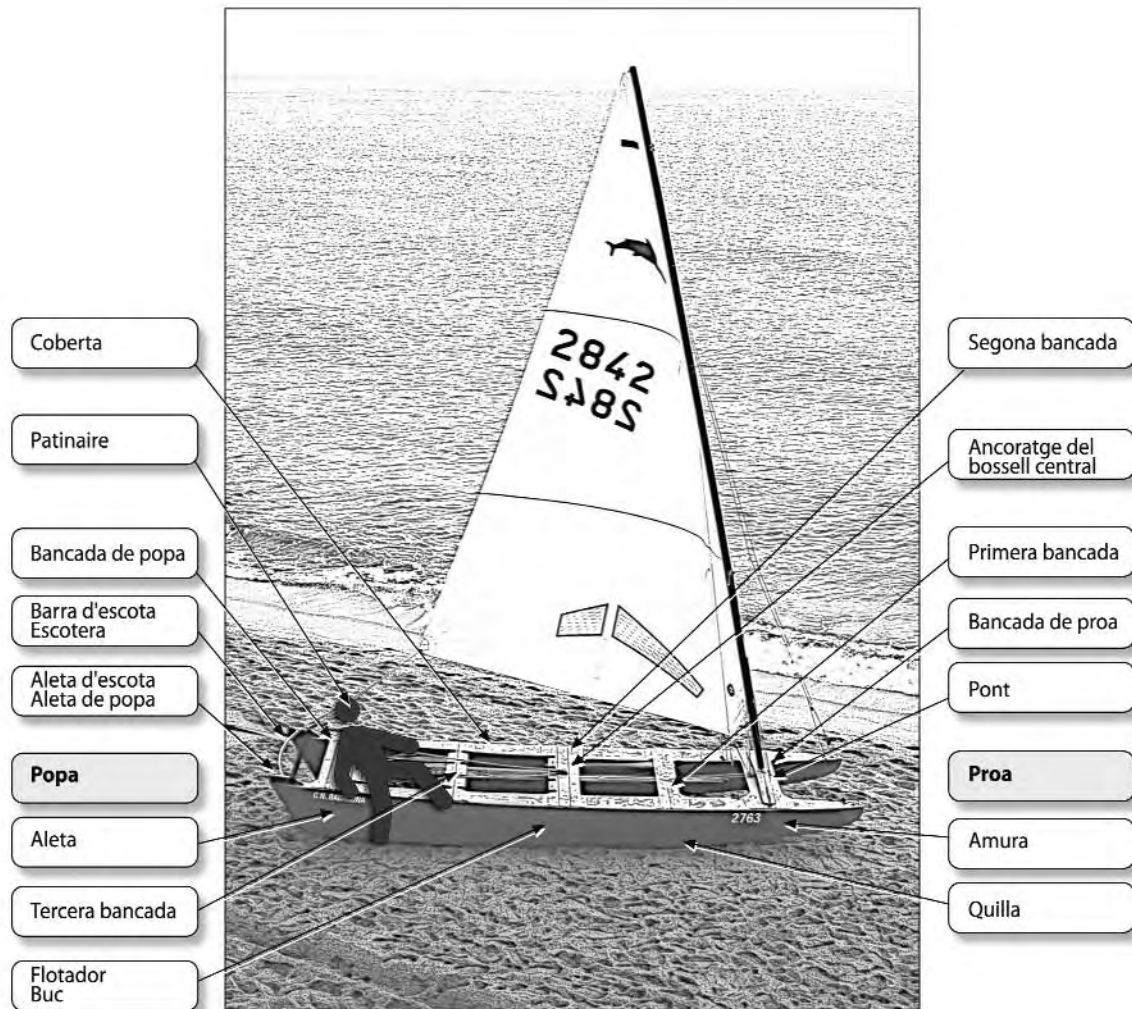 2842
2842
Coberta
Patinaire
Bancada de popa
Barra d'escota
Escotera
Aleta d'escota
Aleta de popa
Popa
Aleta
Tercera bancada
Flotador
Buc
2763
Segona bancada
Ancoratge del
bossell central
Primera bancada
Bancada de proa
Pont
Proa
Amura
Quilla